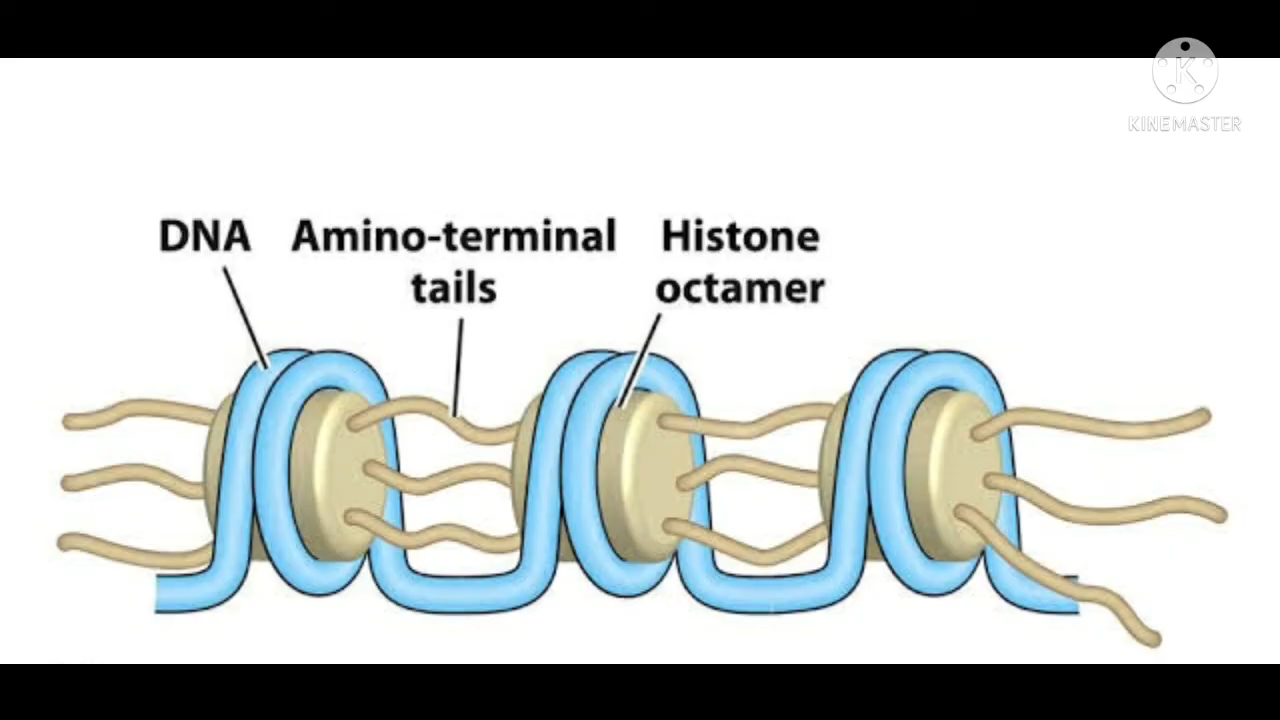 K
KINEMASTER
DNA
Amino-terminal
tails
Histone
octamer